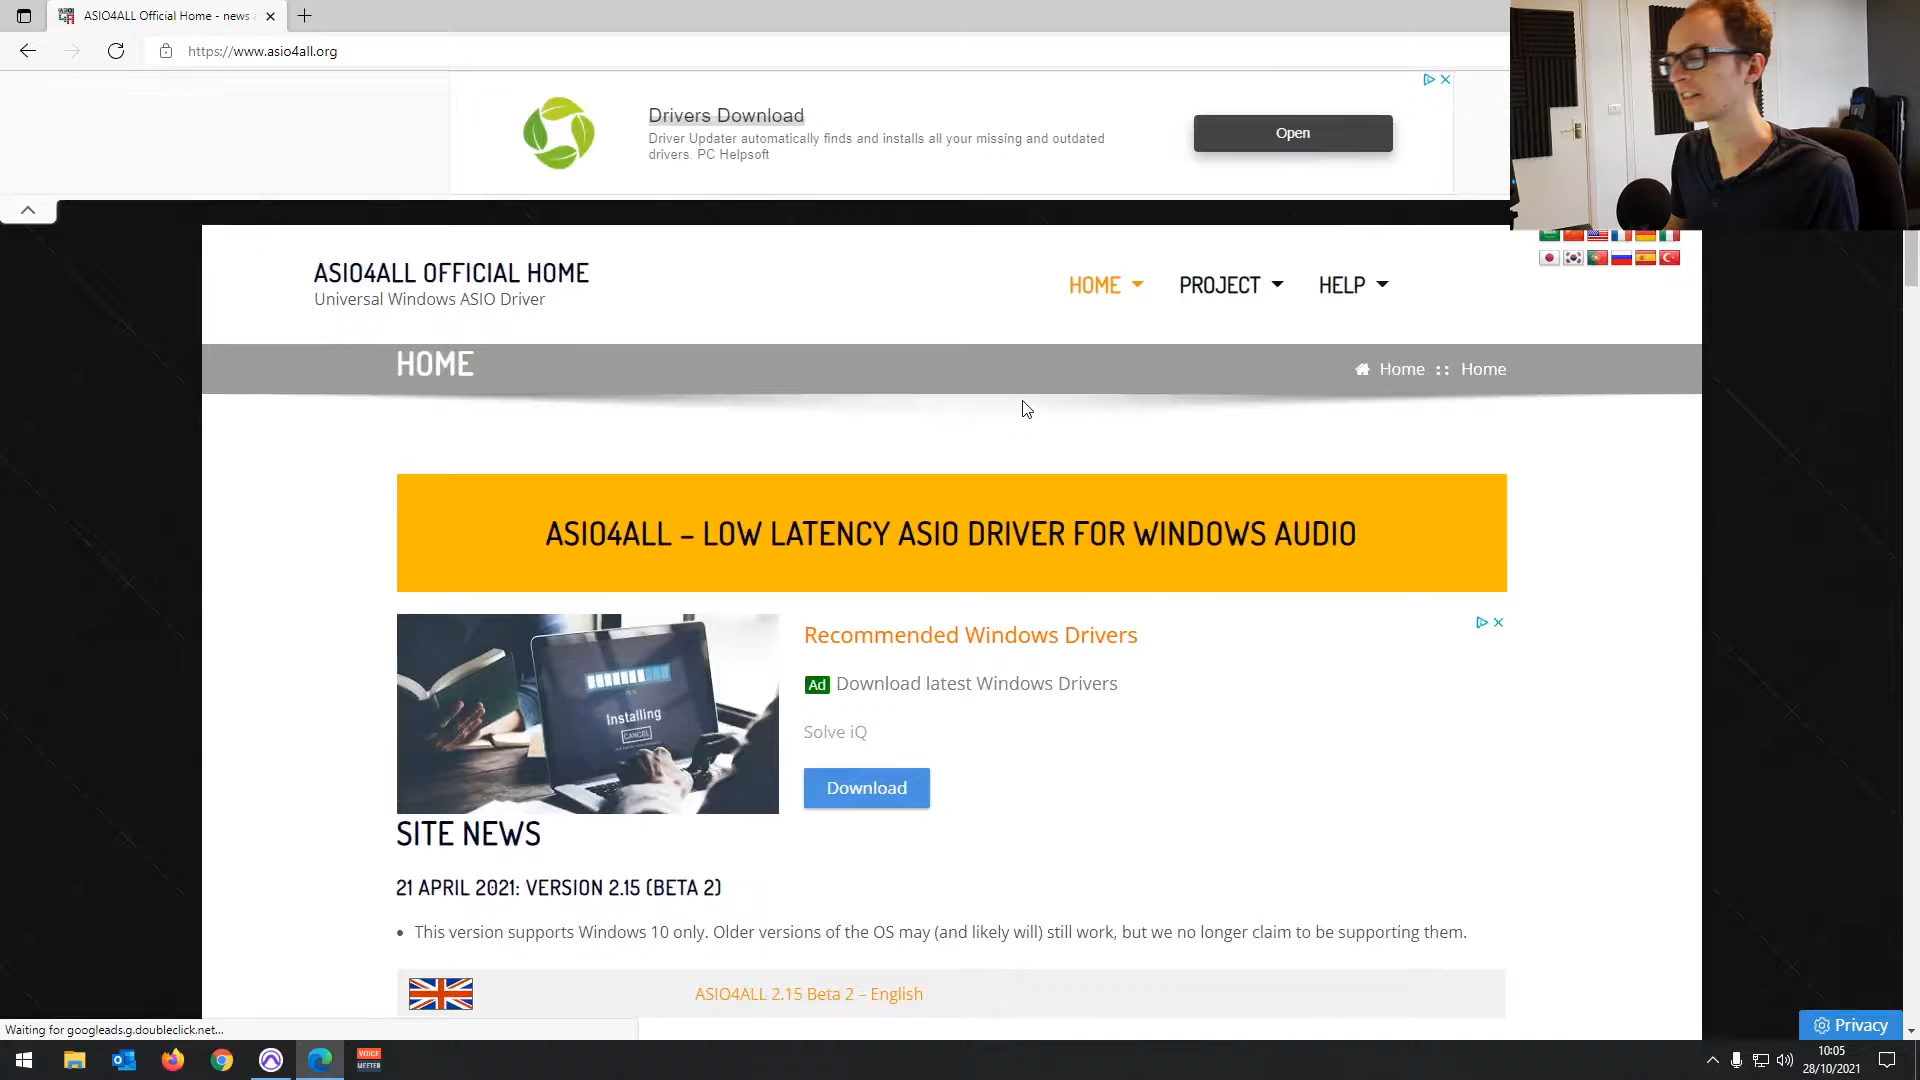 ASIO4ALL Official Home - news
https://www.asio4all.org
Drivers Download
Driver Updater automatically finds and installs all your missing and outdated
drivers. PC Helpsoft
Open
ASIO4ALL OFFICIAL HOME
Universal Windows ASIO Driver
HOME
PROJECT
HELP
HOME
Home :: Home
ASIO4ALL – LOW LATENCY ASIO DRIVER FOR WINDOWS AUDIO
Installing
CANCEL
Recommended Windows Drivers
Ad Download latest Windows Drivers
Solve iQ
Download
SITE NEWS
21 APRIL 2021: VERSION 2.15 (BETA 2)
• This version supports Windows 10 only. Older versions of the OS may (and likely will) still work, but we no longer claim to be supporting them.
ASIO4ALL 2.15 Beta 2 – English
Privacy
Waiting for googleads.g.doubleclick.net...
VOICE
MEETER
10:05
28/10/2021